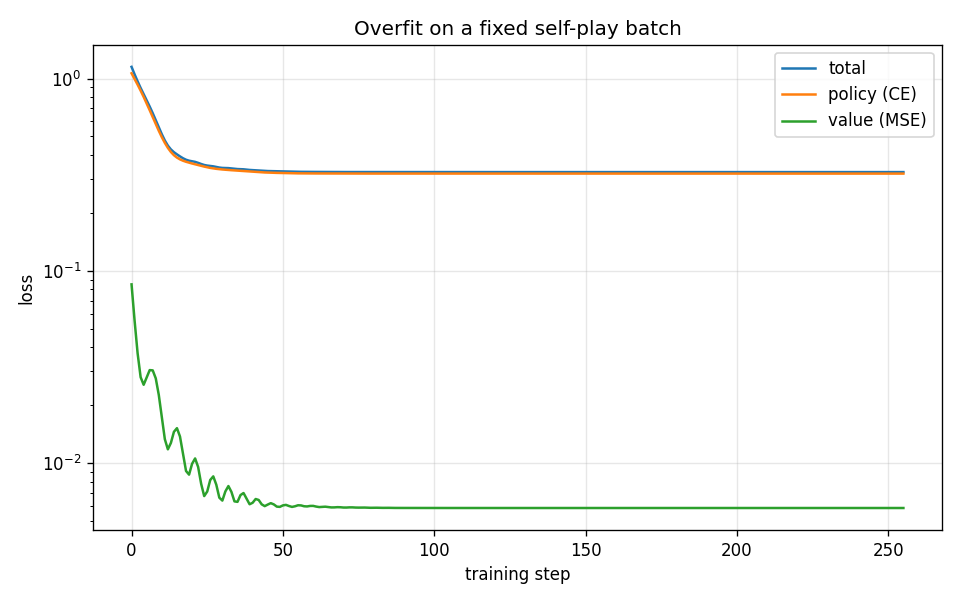 Overfit on a fixed self-play batch
total
policy (CE)
value (MSE)
10⁰
10⁻¹
10⁻²
loss
0 50 100 150 200 250
training step